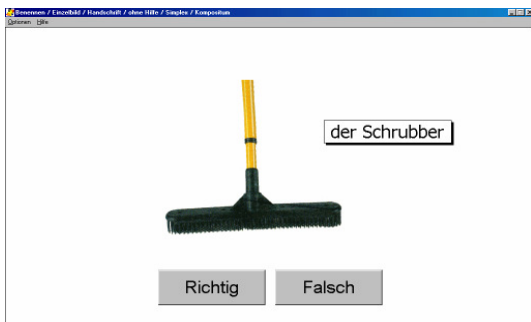 Benennen / Einzelbild / Handschrift / ohne Hilfe / Simplex / Kompositum
Optionen Hilfe
der Schrubber
Richtig Falsch